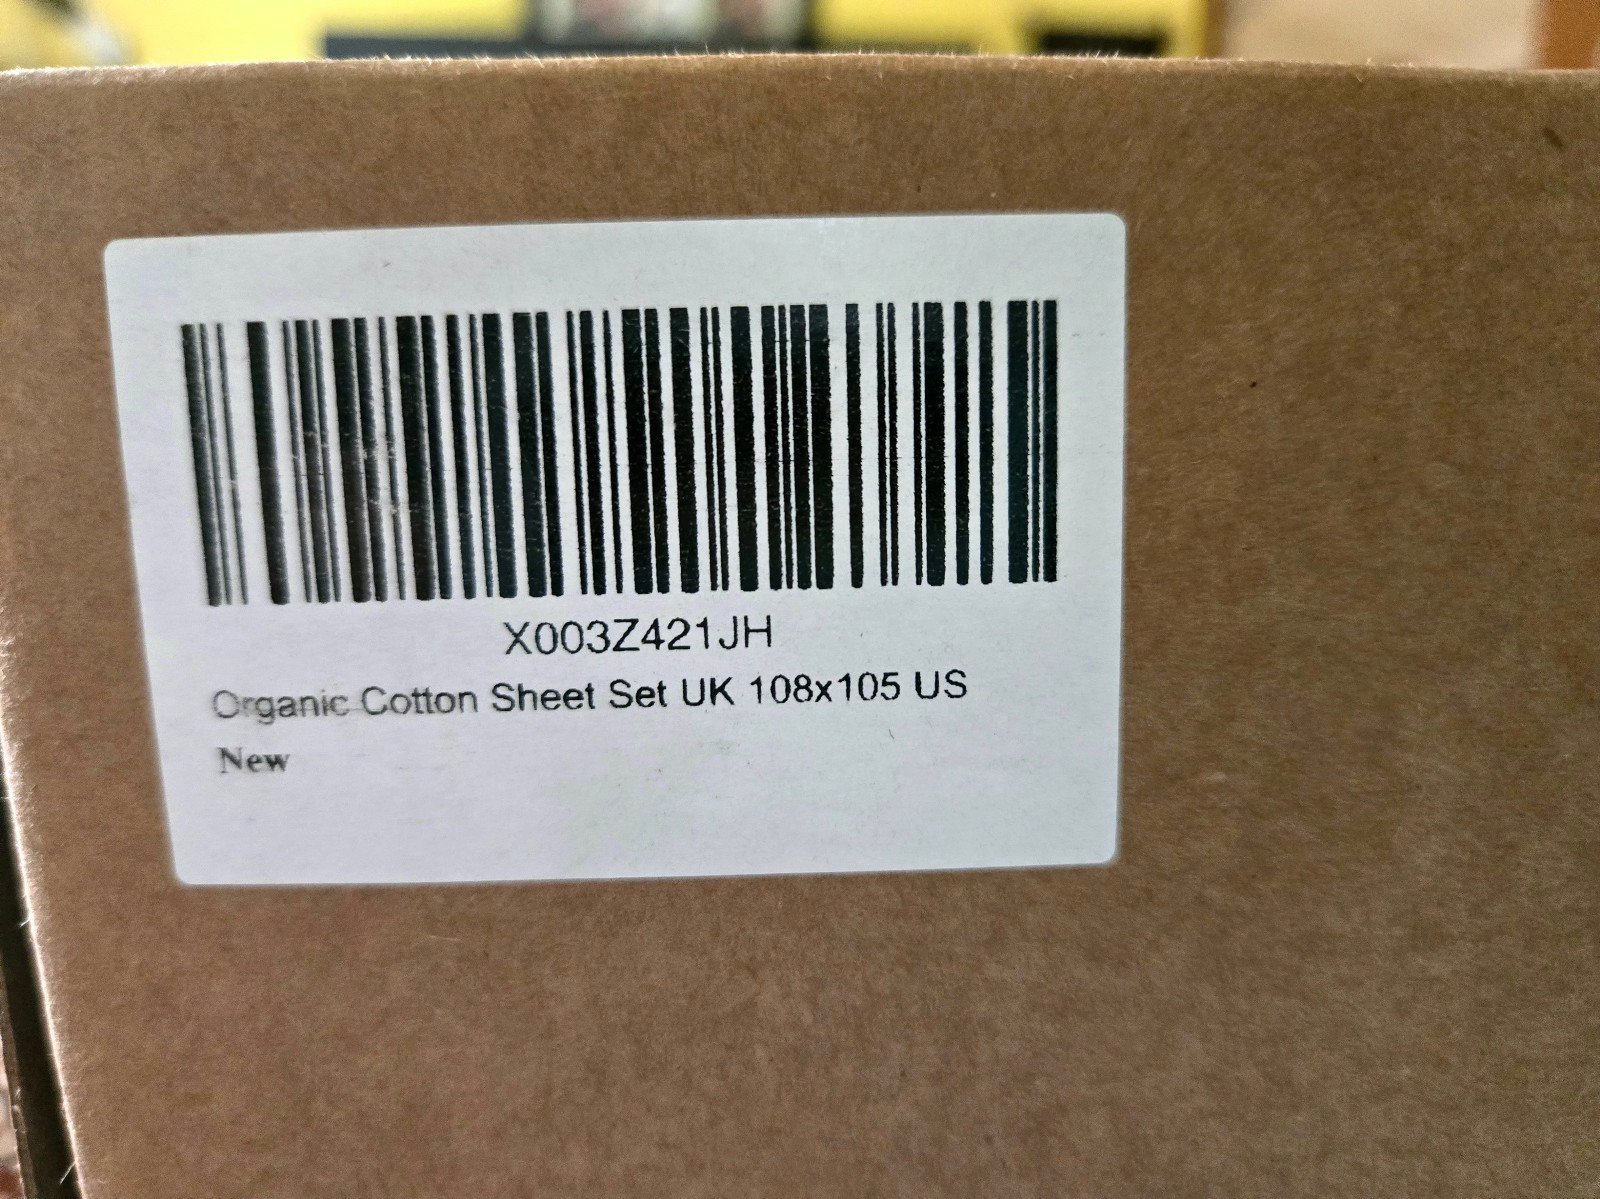 X003Z421JH
Organic Cotton Sheet Set UK 108x105 US
New